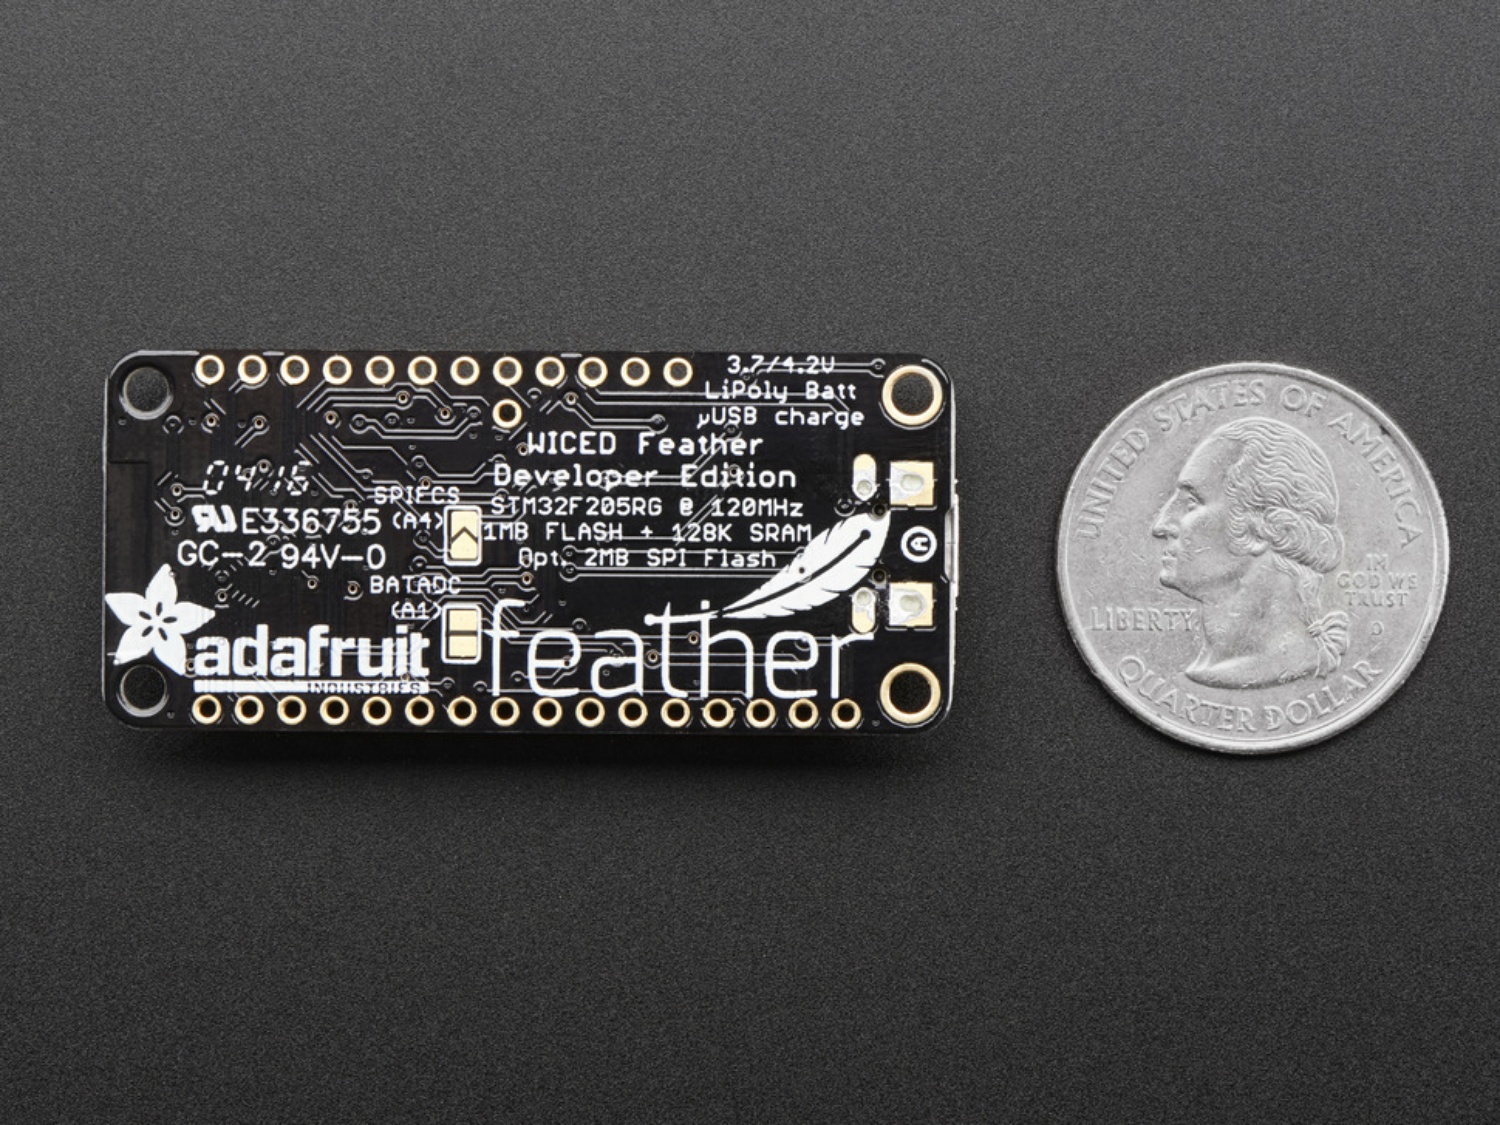 3.7/4.2V
LiPoly Batt
µUSB charge
WICED Feather
Developer Edition
STM32F205RG @ 120MHz
1MB FLASH + 128K SRAM
Opt. 2MB SPI Flash
0416
SPIFCS
(A4)
E336755
GC-2 94V-0
BATADC
(A1)
adafruit
INDUSTRIES
feather
A
UNITED STATES OF AMERICA
IN
GOD WE
TRUST
LIBERTY
D
QUARTER DOLLAR